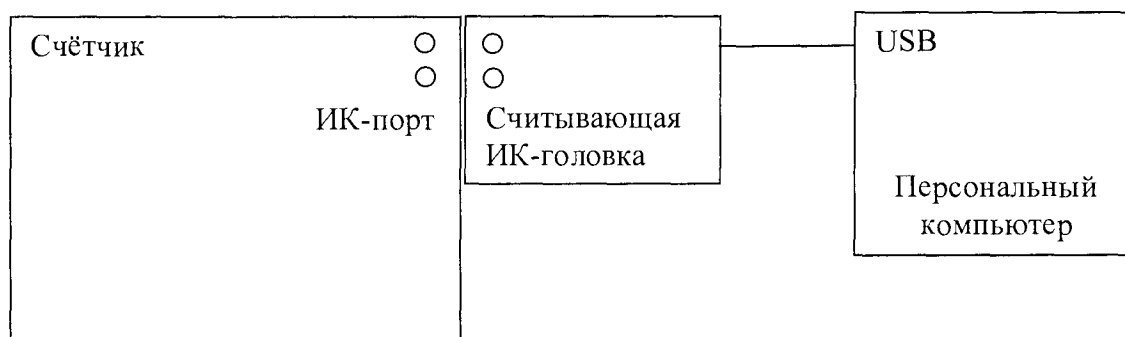 Счётчик
ИК-порт
Считывающая
ИК-головка
USB
Персональный
компьютер